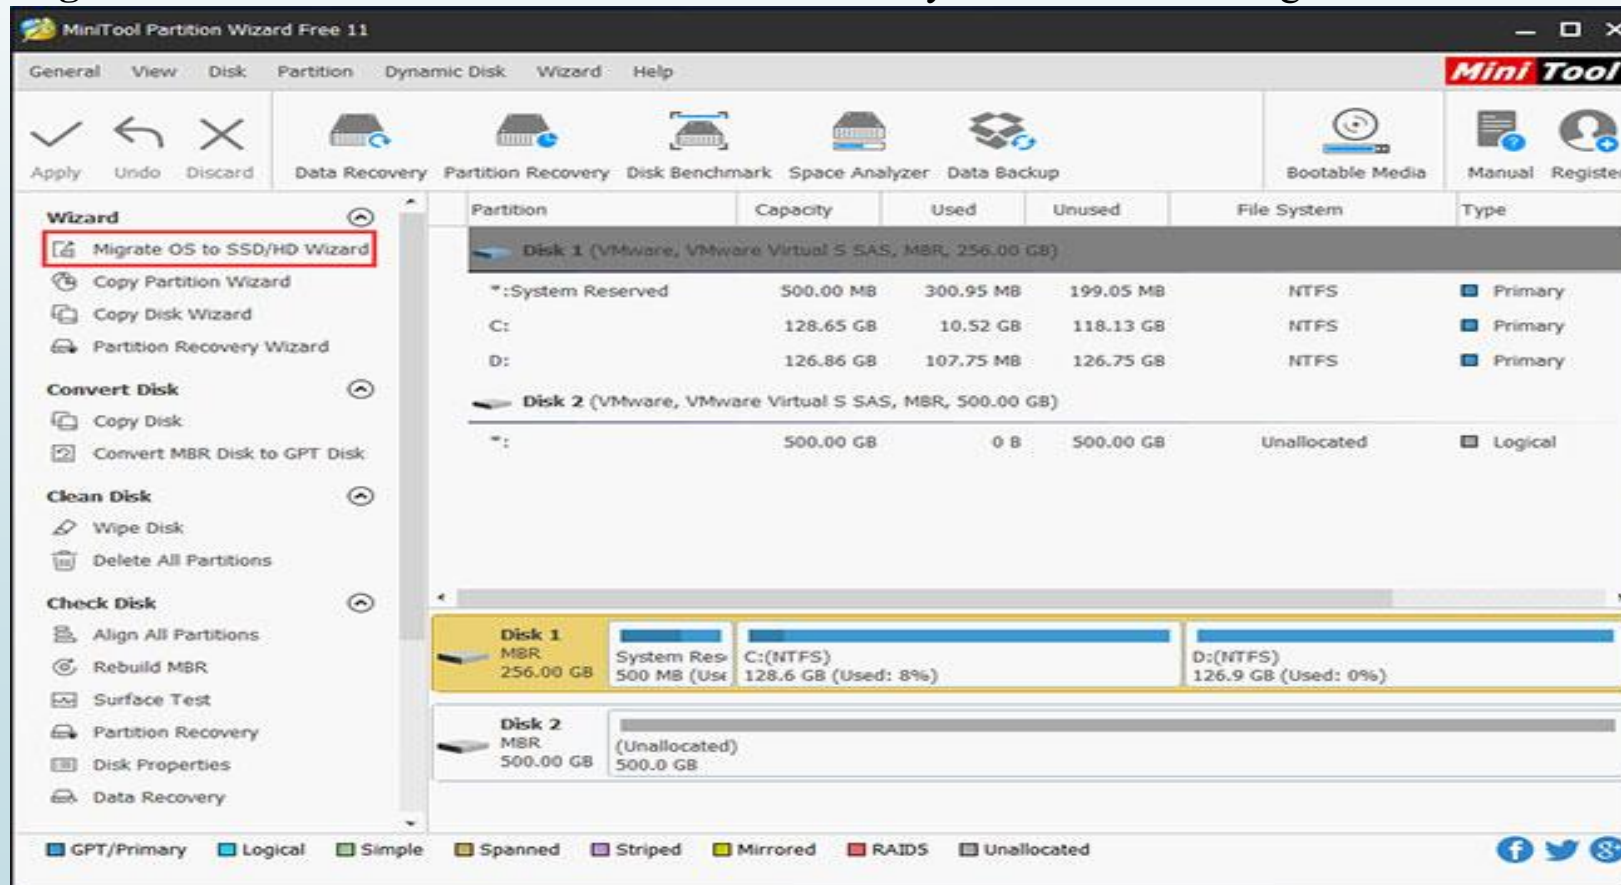 MiniTool Partition Wizard Free 11
General View Disk Partition Dynamic Disk Wizard Help
Mini Tool
Apply Undo Discard Data Recovery Partition Recovery Disk Benchmark Space Analyzer Data Backup Bootable Media Manual Register
Wizard
Migrate OS to SSD/HD Wizard
Copy Partition Wizard
Copy Disk Wizard
Partition Recovery Wizard
Convert Disk
Copy Disk
Convert MBR Disk to GPT Disk
Clean Disk
Wipe Disk
Delete All Partitions
Check Disk
Align All Partitions
Rebuild MBR
Surface Test
Partition Recovery
Disk Properties
Data Recovery
Partition Capacity Used Unused File System Type
Disk 1 (VMware, VMware Virtual S SAS, MBR, 256.00 GB)
*:System Reserved 500.00 MB 300.95 MB 199.05 MB NTFS Primary
C: 128.65 GB 10.52 GB 118.13 GB NTFS Primary
D: 126.86 GB 107.75 MB 126.75 GB NTFS Primary
Disk 2 (VMware, VMware Virtual S SAS, MBR, 500.00 GB)
*: 500.00 GB 0 B 500.00 GB Unallocated Logical
Disk 1
MBR
256.00 GB
System Res
500 MB (Use
C:(NTFS)
128.6 GB (Used: 8%)
D:(NTFS)
126.9 GB (Used: 0%)
Disk 2
MBR
500.00 GB
(Unallocated)
500.0 GB
GPT/Primary Logical Simple Spanned Striped Mirrored RAID5 Unallocated